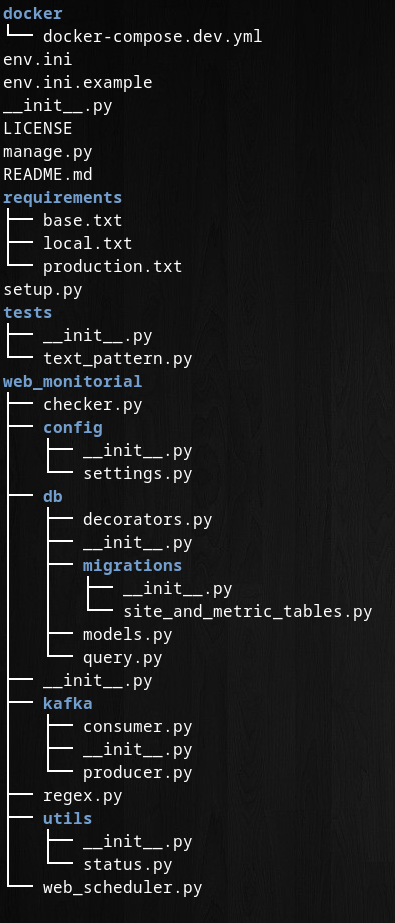 docker
└── docker-compose.dev.yml
env.ini
env.ini.example
__init__.py
LICENSE
manage.py
README.md
requirements
├── base.txt
├── local.txt
└── production.txt
setup.py
tests
├── __init__.py
└── text_pattern.py
web_monitorial
├── checker.py
├── config
│   ├── __init__.py
│   └── settings.py
├── db
│   ├── decorators.py
│   ├── __init__.py
│   ├── migrations
│   │   ├── __init__.py
│   │   └── site_and_metric_tables.py
│   ├── models.py
│   └── query.py
├── __init__.py
├── kafka
│   ├── consumer.py
│   ├── __init__.py
│   └── producer.py
├── regex.py
├── utils
│   ├── __init__.py
│   └── status.py
└── web_scheduler.py